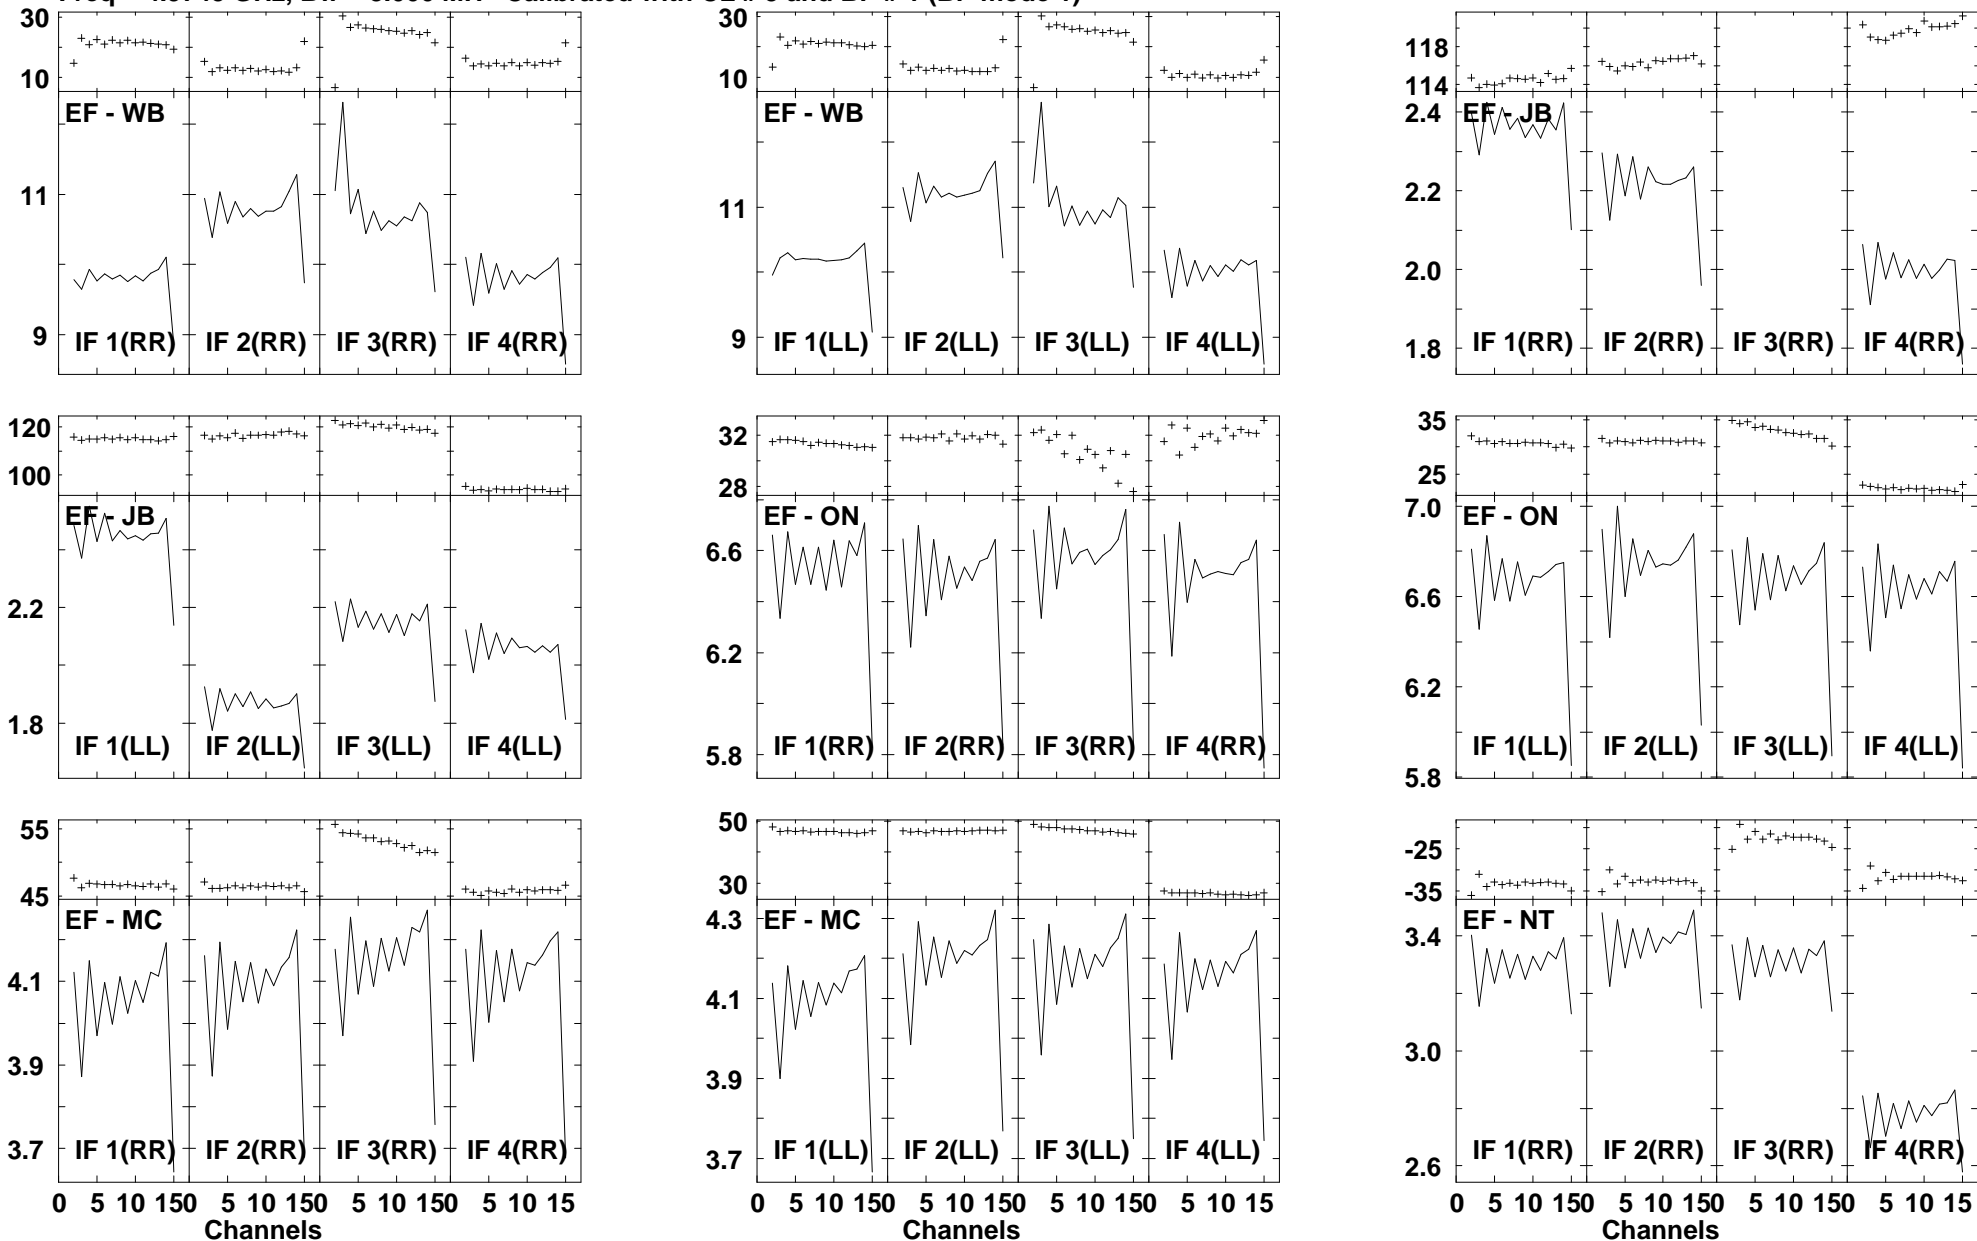 30
10
EF - WB
11
9
IF 1(RR) IF 2(RR) IF 3(RR) IF 4(RR)
30
10
EF - WB
11
9
IF 1(LL) IF 2(LL) IF 3(LL) IF 4(LL)
118
114
EF - JB
2.4
2.2
2.0
1.8
IF 1(RR) IF 2(RR) IF 3(RR) IF 4(RR)
120
100
EF - JB
2.2
1.8
IF 1(LL) IF 2(LL) IF 3(LL) IF 4(LL)
32
28
EF - ON
6.6
6.2
5.8
IF 1(RR) IF 2(RR) IF 3(RR) IF 4(RR)
35
25
EF - ON
7.0
6.6
6.2
5.8
IF 1(LL) IF 2(LL) IF 3(LL) IF 4(LL)
55
45
EF - MC
4.1
3.9
3.7
IF 1(RR) IF 2(RR) IF 3(RR) IF 4(RR)
0 5 10 150 5 10 150 5 10 150 5 10 15
Channels
50
30
EF - MC
4.3
4.1
3.9
3.7
IF 1(LL) IF 2(LL) IF 3(LL) IF 4(LL)
0 5 10 150 5 10 150 5 10 150 5 10 15
Channels
-25
-35
EF - NT
3.4
3.0
2.6
IF 1(RR) IF 2(RR) IF 3(RR) IF 4(RR)
0 5 10 150 5 10 150 5 10 150 5 10 15
Channels